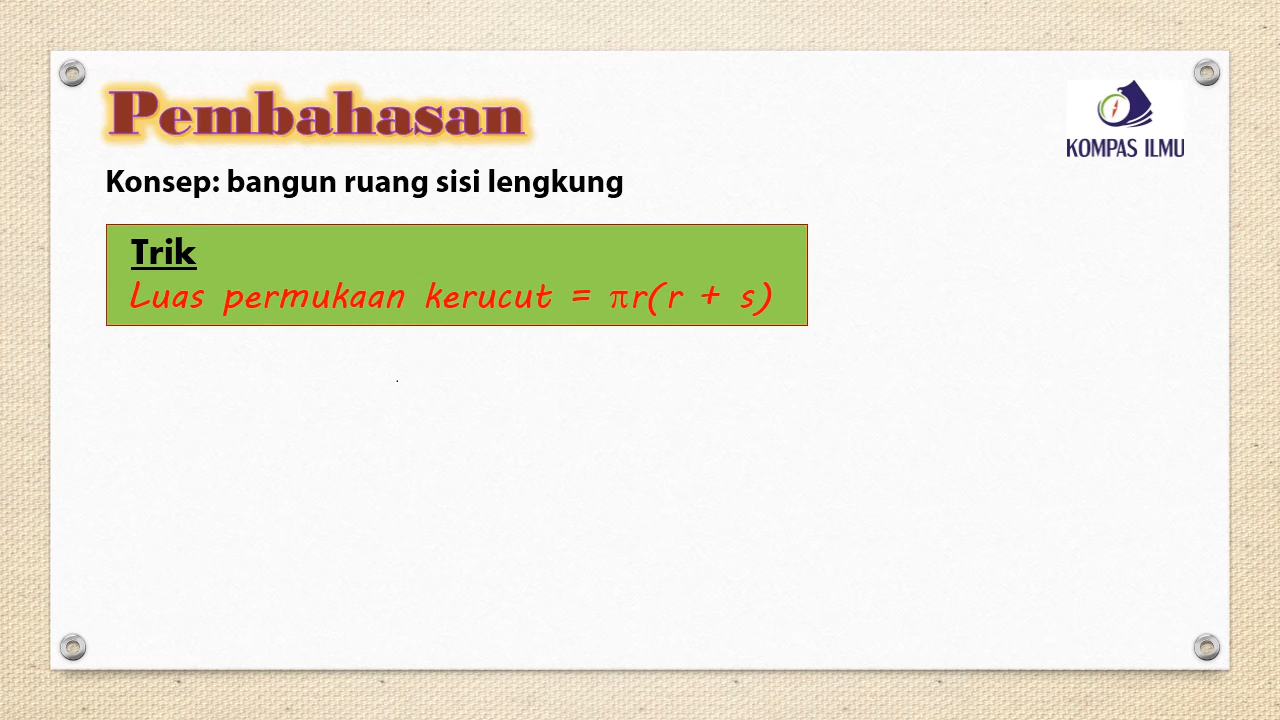 Pembahasan
KOMPAS ILMU
Konsep: bangun ruang sisi lengkung
Trik
Luas permukaan kerucut = πr(r + s)